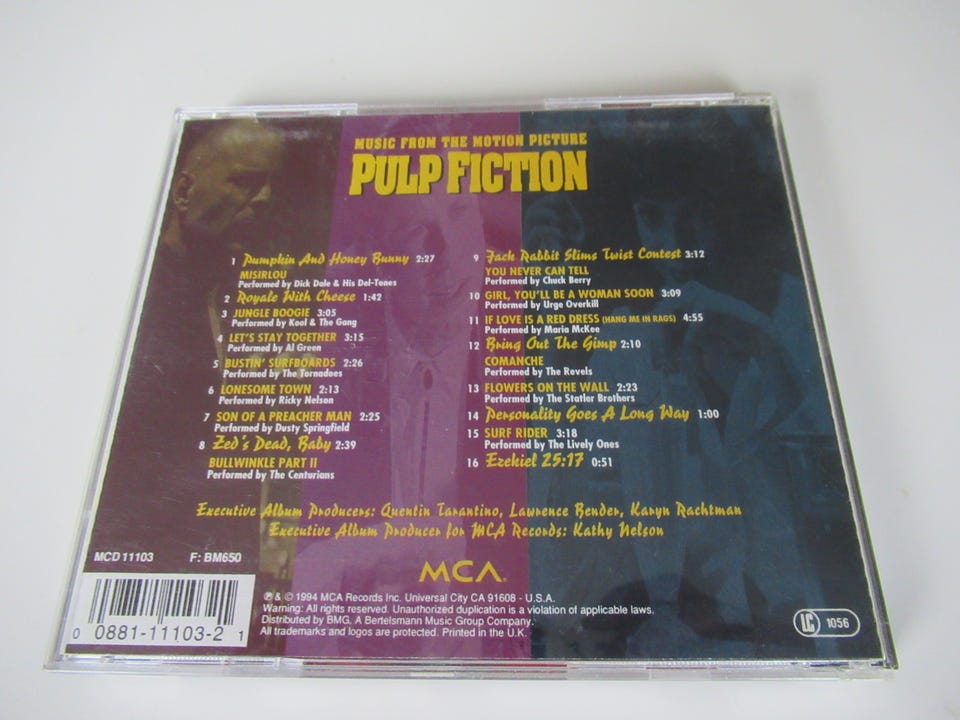 MUSIC FROM THE MOTION PICTURE
PULP FICTION
1 Pumpkin And Honey Bunny 2:27
MISIRLOU
Performed by Dick Dale & His Del-Tones
2 Royale With Cheese 1:42
3 JUNGLE BOOGIE 3:05
Performed by Kool & The Gang
4 LET'S STAY TOGETHER 3:15
Performed by Al Green
5 BUSTIN' SURFBOARDS 2:26
Performed by The Tornadoes
6 LONESOME TOWN 2:13
Performed by Ricky Nelson
7 SON OF A PREACHER MAN 2:25
Performed by Dusty Springfield
8 Zed's Dead, Baby 2:39
BULLWINKLE PART II
Performed by The Centurians
9 Jack Rabbit Slims Twist Contest 3:12
YOU NEVER CAN TELL
Performed by Chuck Berry
10 GIRL, YOU'LL BE A WOMAN SOON 3:09
Performed by Urge Overkill
11 IF LOVE IS A RED DRESS (HANG ME IN RAGS) 4:55
Performed by Maria McKee
12 Bring Out The Gimp 2:10
COMANCHE
Performed by The Revels
13 FLOWERS ON THE WALL 2:23
Performed by The Statler Brothers
14 Personality Goes A Long Way 1:00
15 SURF RIDER 3:18
Performed by The Lively Ones
16 Ezekiel 25:17 0:51
Executive Album Producers: Quentin Tarantino, Lawrence Bender, Karyn Rachtman
Executive Album Producer for MCA Records: Kathy Nelson
MCD 11103 F: BM650
MCA®
℗ & © 1994 MCA Records Inc. Universal City CA 91608 - U.S.A.
Warning: All rights reserved. Unauthorized duplication is a violation of applicable laws.
Distributed by BMG. A Bertelsmann Music Group Company.
All trademarks and logos are protected. Printed in the U.K.
0 0881-11103-2 1
LC 1056